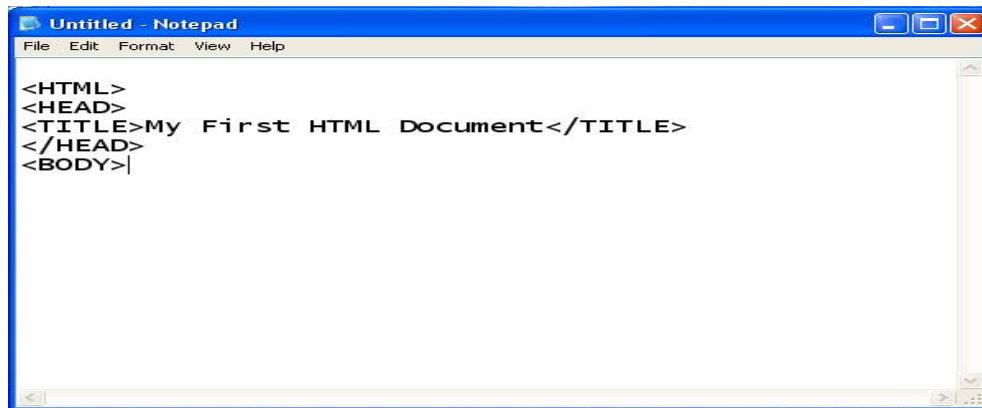 Untitled - Notepad
File Edit Format View Help
<HTML>
<HEAD>
<TITLE>My First HTML Document</TITLE>
</HEAD>
<BODY>